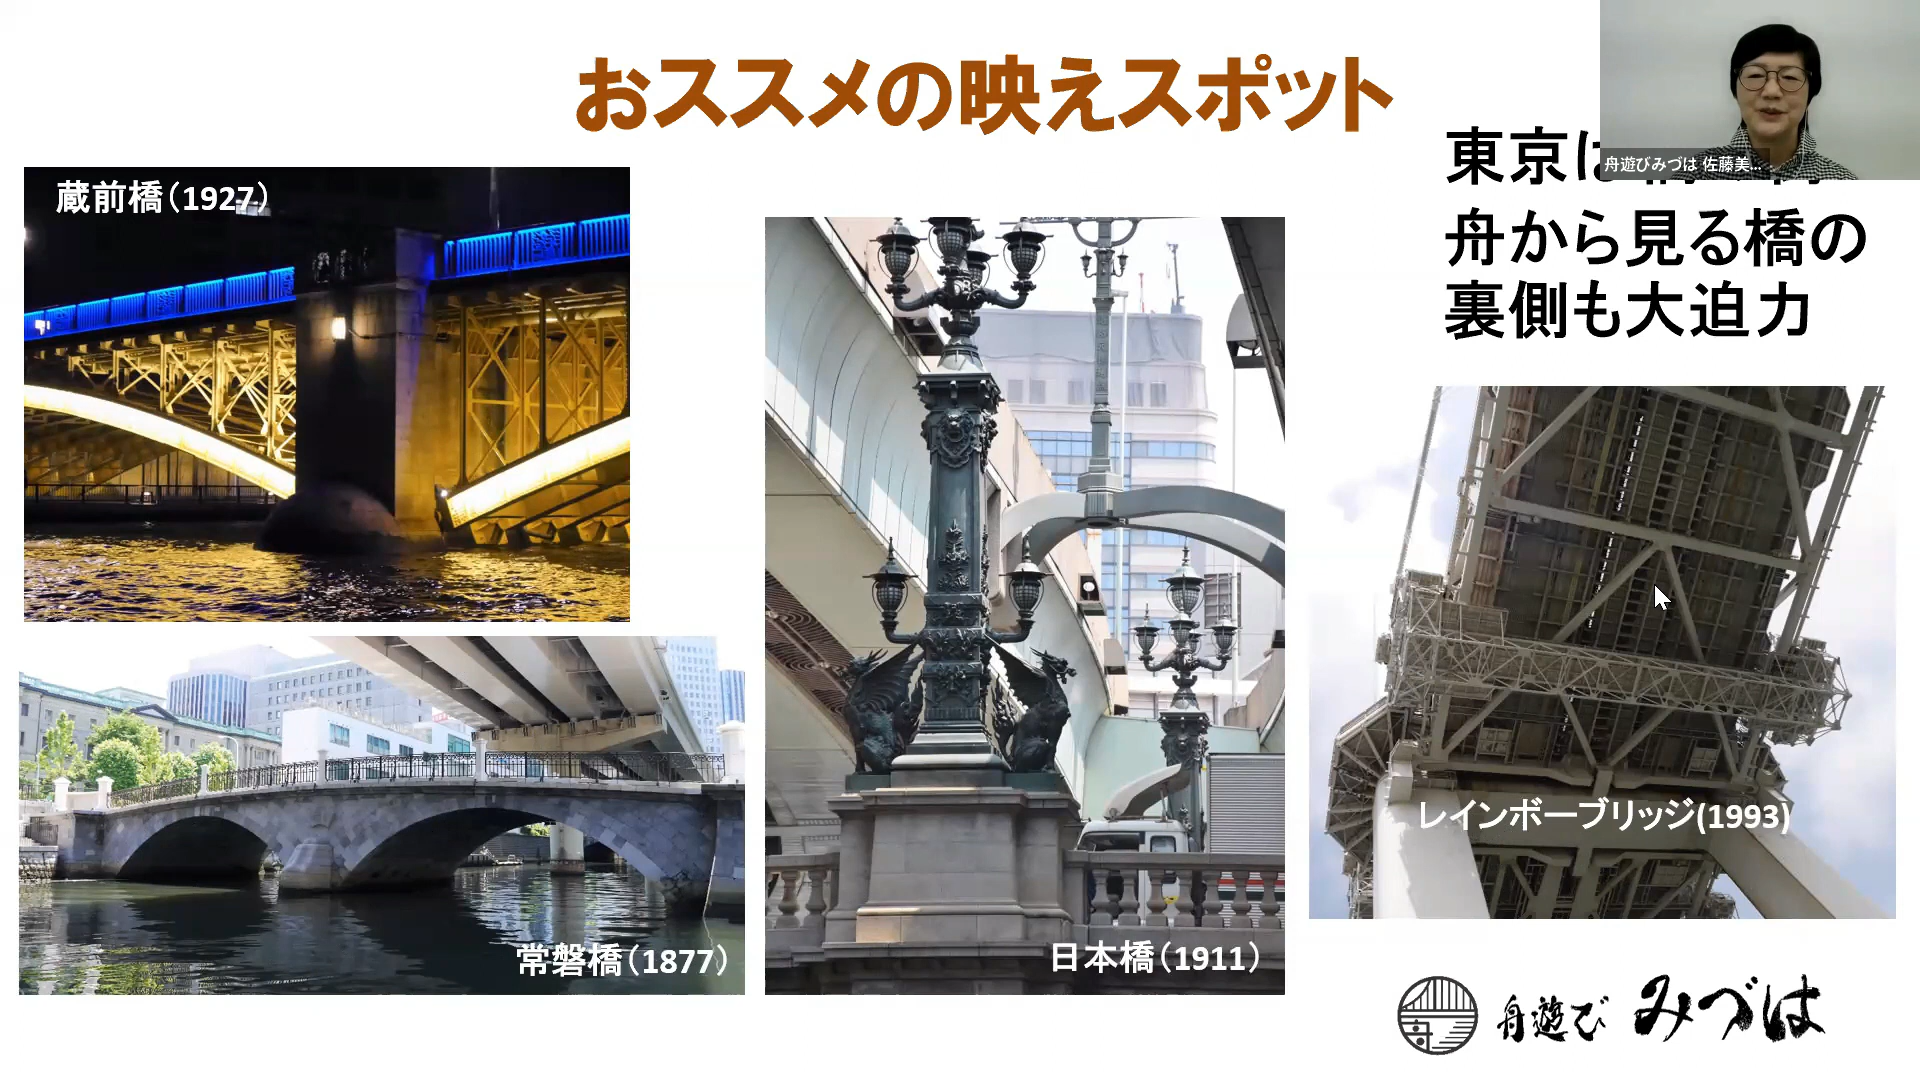 おススメの映えスポット
東京は
舟から見る橋の
裏側も大迫力
舟遊びみづは 佐藤美...
蔵前橋(1927)
常磐橋(1877)
日本橋(1911)
レインボーブリッジ(1993)
舟遊び みづは